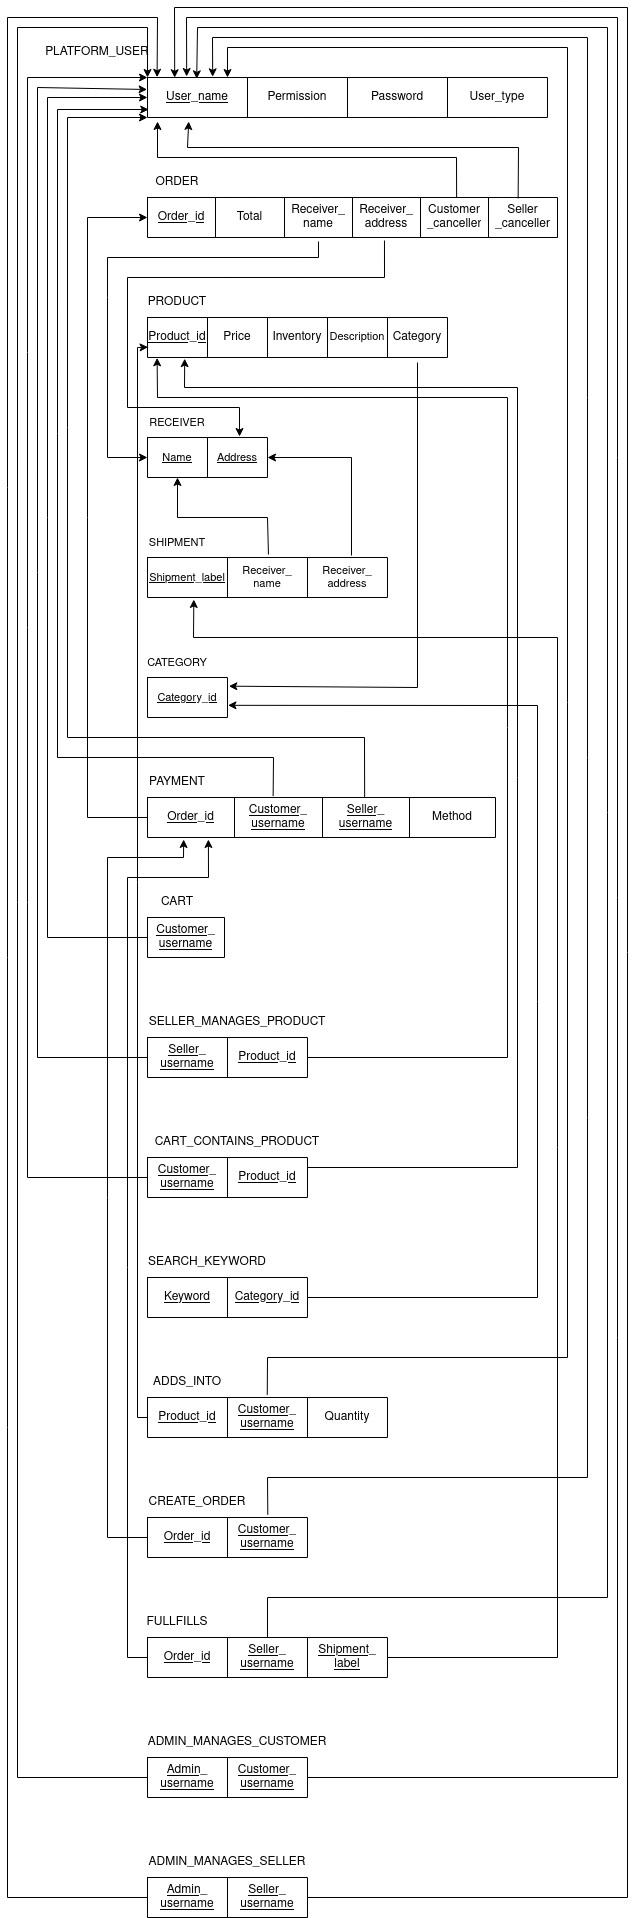 PLATFORM_USER
User_name
Permission
Password
User_type
ORDER
Order_id
Total
Receiver_
name
Receiver_
address
Customer
_canceller
Seller
_canceller
PRODUCT
Product_id
Price
Inventory
Description
Category
RECEIVER
Name
Address
SHIPMENT
Shipment_label
Receiver_
name
Receiver_
address
CATEGORY
Category_id
PAYMENT
Order_id
Customer_
username
Seller_
username
Method
CART
Customer_
username
SELLER_MANAGES_PRODUCT
Seller_
username
Product_id
CART_CONTAINS_PRODUCT
Customer_
username
Product_id
SEARCH_KEYWORD
Keyword
Category_id
ADDS_INTO
Product_id
Customer_
username
Quantity
CREATE_ORDER
Order_id
Customer_
username
FULLFILLS
Order_id
Seller_
username
Shipment_
label
ADMIN_MANAGES_CUSTOMER
Admin_
username
Customer_
username
ADMIN_MANAGES_SELLER
Admin_
username
Seller_
username